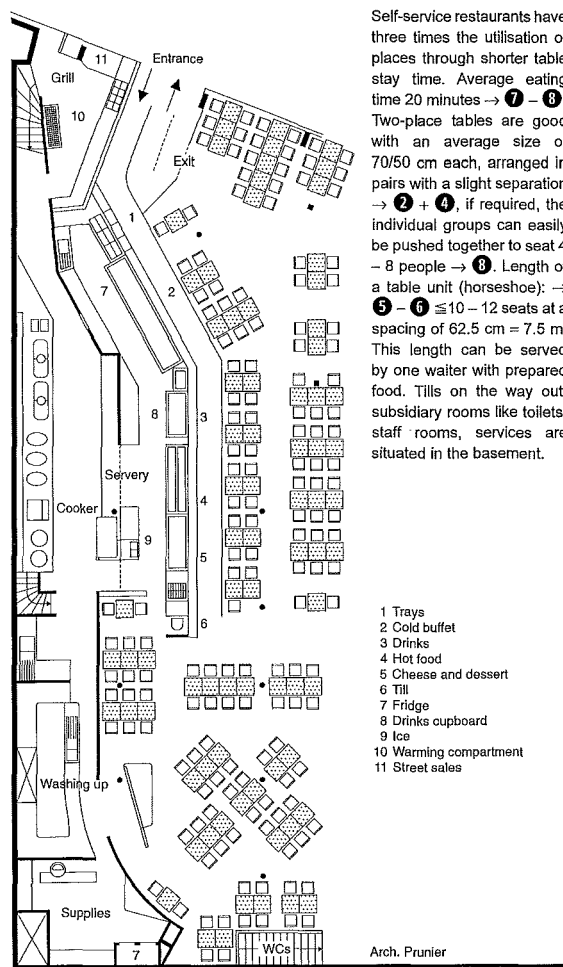 Self-service restaurants have
three times the utilisation o
places through shorter table
stay time. Average eating
time 20 minutes → 7 – 8
Two-place tables are good
with an average size o
70/50 cm each, arranged in
pairs with a slight separation
→ 2 + 4, if required, the
individual groups can easily
be pushed together to seat 4
– 8 people → 8. Length o
a table unit (horseshoe): →
5 – 6 ≦10 – 12 seats at a
spacing of 62.5 cm = 7.5 m
This length can be served
by one waiter with prepared
food. Tills on the way out
subsidiary rooms like toilets
staff rooms, services are
situated in the basement.
11
Entrance
Grill
10
Exit
1
7
2
8
3
Servery
4
Cooker
9
5
6
1 Trays
2 Cold buffet
3 Drinks
4 Hot food
5 Cheese and dessert
6 Till
7 Fridge
8 Drinks cupboard
9 Ice
10 Warming compartment
11 Street sales
Washing up
Supplies
7
WCs
Arch. Prunier